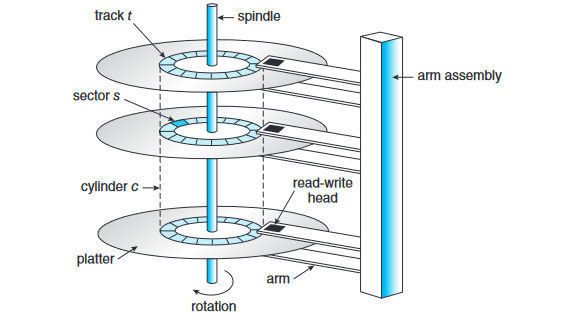 track t
spindle
arm assembly
sector s
cylinder c
read-write
head
platter
arm
rotation